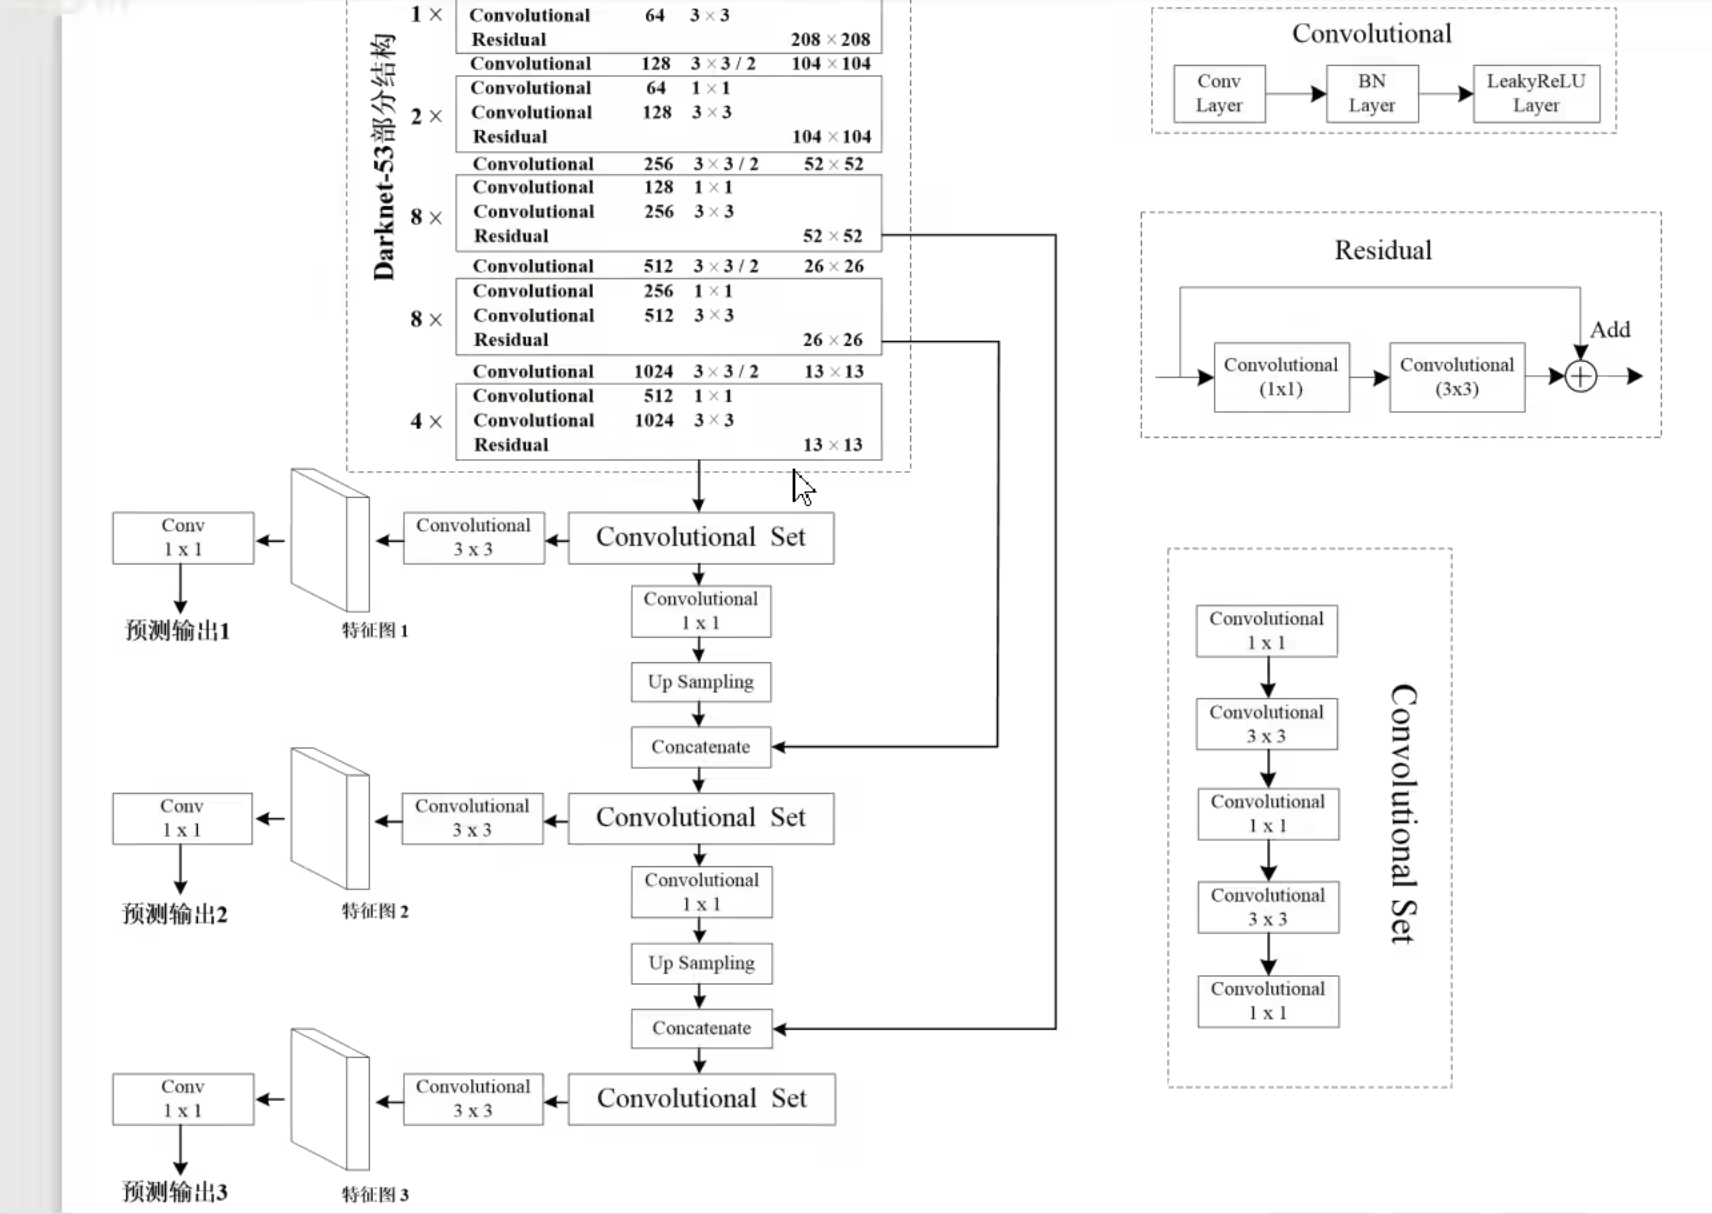 1 × Convolutional 64 3 × 3
Residual 208 × 208
Convolutional 128 3 × 3 / 2 104 × 104
Convolutional 64 1 × 1
2 × Convolutional 128 3 × 3
Residual 104 × 104
Convolutional 256 3 × 3 / 2 52 × 52
Convolutional 128 1 × 1
8 × Convolutional 256 3 × 3
Residual 52 × 52
Convolutional 512 3 × 3 / 2 26 × 26
Convolutional 256 1 × 1
8 × Convolutional 512 3 × 3
Residual 26 × 26
Convolutional 1024 3 × 3 / 2 13 × 13
Convolutional 512 1 × 1
4 × Convolutional 1024 3 × 3
Residual 13 × 13
Darknet-53部分结构
Convolutional Set
Convolutional
3 x 3
Conv
1 x 1
预测输出1
特征图 1
Convolutional
1 x 1
Up Sampling
Concatenate
Convolutional Set
Convolutional
3 x 3
Conv
1 x 1
预测输出2
特征图 2
Convolutional
1 x 1
Up Sampling
Concatenate
Convolutional Set
Convolutional
3 x 3
Conv
1 x 1
预测输出3
特征图 3
Convolutional
Conv
Layer
BN
Layer
LeakyReLU
Layer
Residual
Add
Convolutional
(1x1)
Convolutional
(3x3)
Convolutional
1 x 1
Convolutional
3 x 3
Convolutional
1 x 1
Convolutional
3 x 3
Convolutional
1 x 1
Convolutional Set